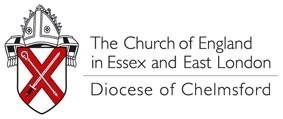 The Church of England
in Essex and East London
Diocese of Chelmsford